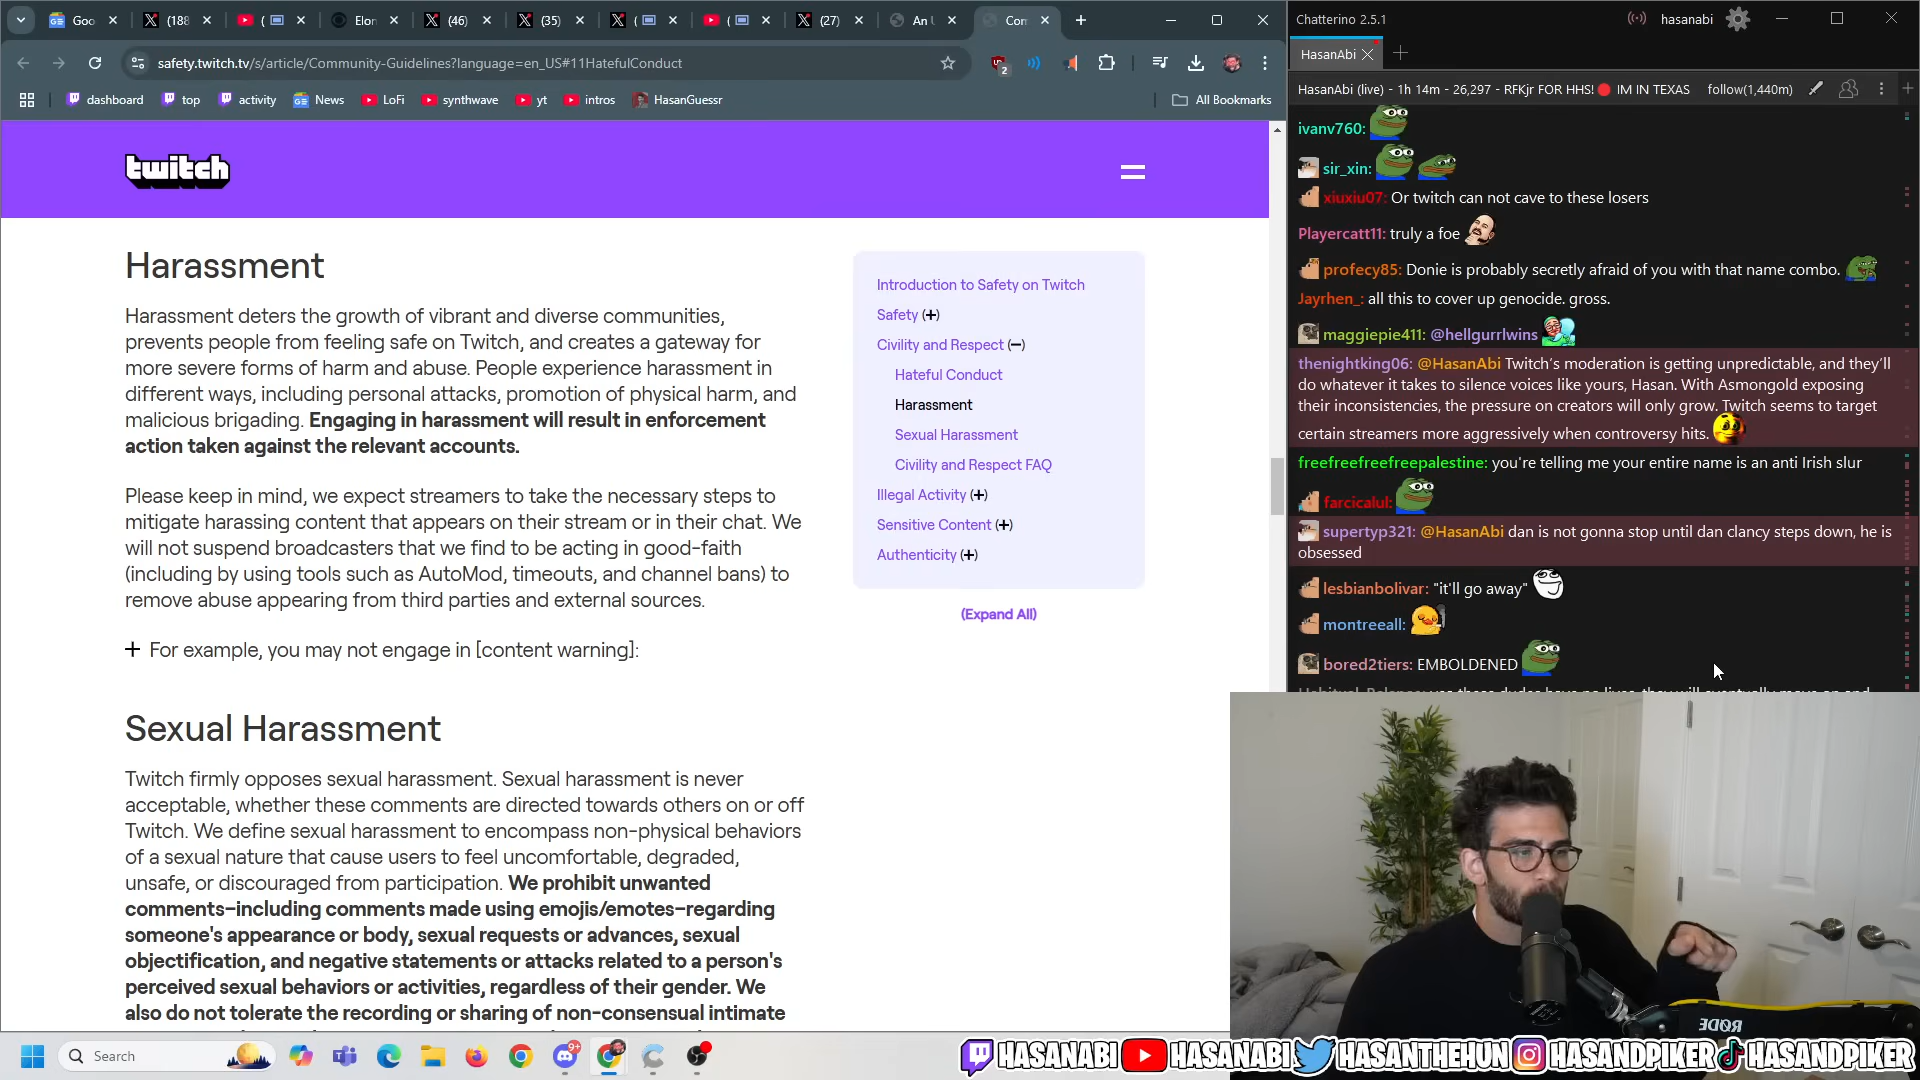 Goo
(188
(
Elon
(46)
(35)
(
(
(27)
An U
Com
safety.twitch.tv/s/article/Community-Guidelines?language=en_US#11HatefulConduct
2
dashboard
top
activity
News
LoFi
synthwave
yt
intros
HasanGuessr
All Bookmarks
twitch
Harassment
Harassment deters the growth of vibrant and diverse communities,
prevents people from feeling safe on Twitch, and creates a gateway for
more severe forms of harm and abuse. People experience harassment in
different ways, including personal attacks, promotion of physical harm, and
malicious brigading. Engaging in harassment will result in enforcement
action taken against the relevant accounts.
Please keep in mind, we expect streamers to take the necessary steps to
mitigate harassing content that appears on their stream or in their chat. We
will not suspend broadcasters that we find to be acting in good-faith
(including by using tools such as AutoMod, timeouts, and channel bans) to
remove abuse appearing from third parties and external sources.
+ For example, you may not engage in [content warning]:
Sexual Harassment
Twitch firmly opposes sexual harassment. Sexual harassment is never
acceptable, whether these comments are directed towards others on or off
Twitch. We define sexual harassment to encompass non-physical behaviors
of a sexual nature that cause users to feel uncomfortable, degraded,
unsafe, or discouraged from participation. We prohibit unwanted
comments–including comments made using emojis/emotes–regarding
someone's appearance or body, sexual requests or advances, sexual
objectification, and negative statements or attacks related to a person's
perceived sexual behaviors or activities, regardless of their gender. We
also do not tolerate the recording or sharing of non-consensual intimate
Introduction to Safety on Twitch
Safety (+)
Civility and Respect (–)
Hateful Conduct
Harassment
Sexual Harassment
Civility and Respect FAQ
Illegal Activity (+)
Sensitive Content (+)
Authenticity (+)
(Expand All)
Chatterino 2.5.1
hasanabi
HasanAbi
HasanAbi (live) - 1h 14m - 26,297 - RFKjr FOR HHS! IM IN TEXAS
follow(1,440m)
ivanv760:
sir_xin:
xiuxiu07: Or twitch can not cave to these losers
Playercatt11: truly a foe
profecy85: Donie is probably secretly afraid of you with that name combo.
Jayrhen_: all this to cover up genocide. gross.
maggiepie411: @hellgurrlwins
thenightking06: @HasanAbi Twitch's moderation is getting unpredictable, and they'll
do whatever it takes to silence voices like yours, Hasan. With Asmongold exposing
their inconsistencies, the pressure on creators will only grow. Twitch seems to target
certain streamers more aggressively when controversy hits.
freefreefreefreepalestine: you're telling me your entire name is an anti Irish slur
farcicalul:
supertyp321: @HasanAbi dan is not gonna stop until dan clancy steps down, he is
obsessed
lesbianbolivar: "it'll go away"
montreeall:
bored2tiers: EMBOLDENED
RØDE
Search
9+
HASANABI
HASANABI
HASANTHEHUN
HASANDPIKER
HASANDPIKER